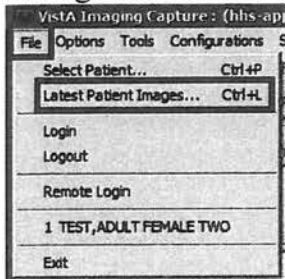 VistA Imaging Capture: (hhs-ap
File Options Tools Configurations S
Select Patient... Ctrl+P
Latest Patient Images... Ctrl+L
Login
Logout
Remote Login
1 TEST,ADULT FEMALE TWO
Exit